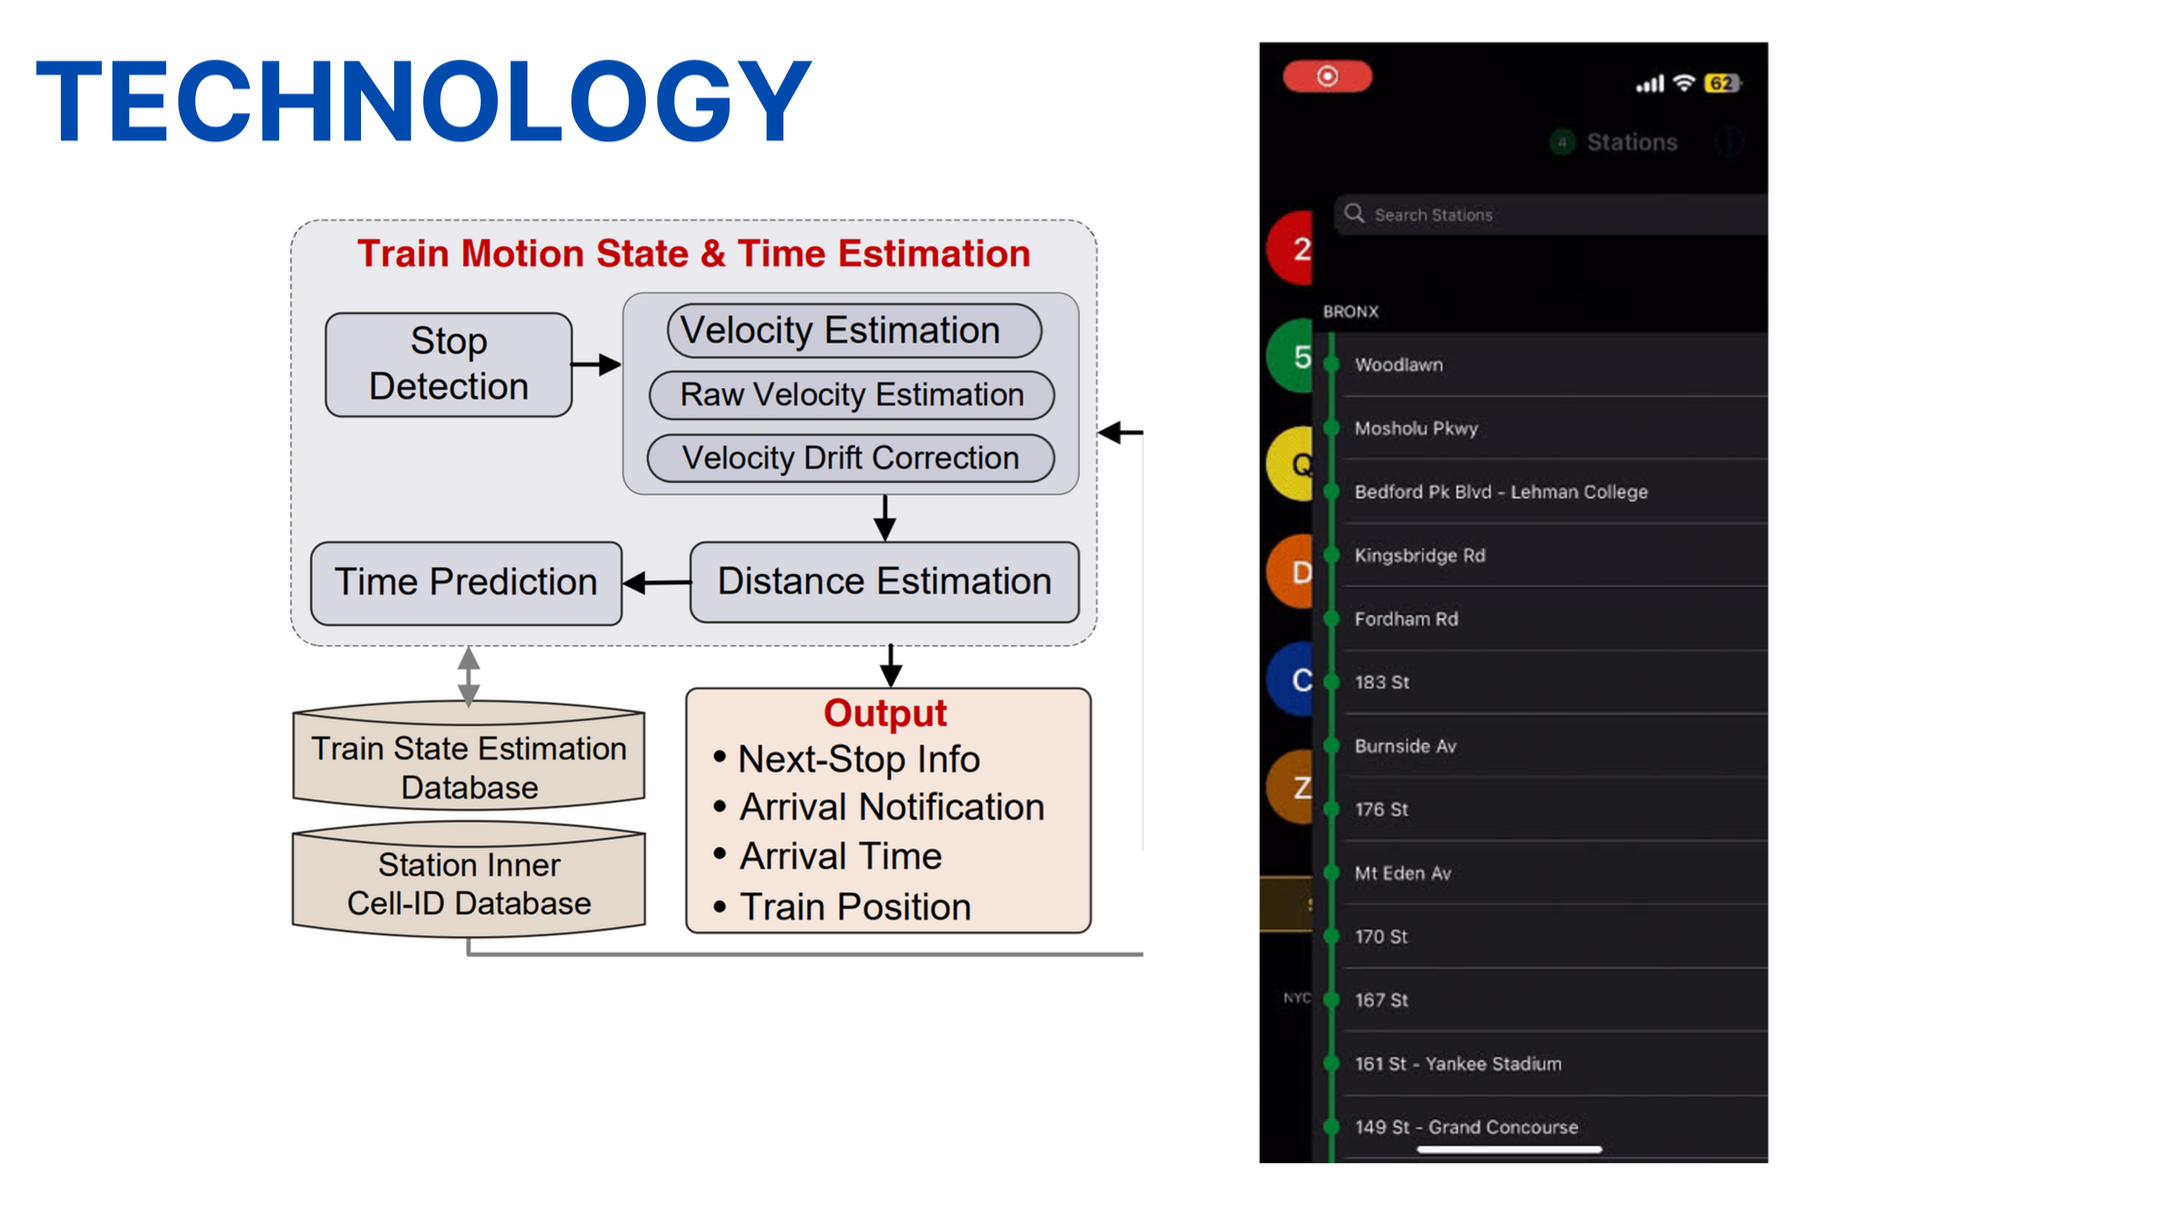 TECHNOLOGY
Train Motion State & Time Estimation
Stop
Detection
Velocity Estimation
Raw Velocity Estimation
Velocity Drift Correction
Time Prediction
Distance Estimation
Train State Estimation
Database
Station Inner
Cell-ID Database
Output
• Next-Stop Info
• Arrival Notification
• Arrival Time
• Train Position
62
4 Stations
Search Stations
2
5
Q
D
C
Z
NYC
BRONX
Woodlawn
Mosholu Pkwy
Bedford Pk Blvd - Lehman College
Kingsbridge Rd
Fordham Rd
183 St
Burnside Av
176 St
Mt Eden Av
170 St
167 St
161 St - Yankee Stadium
149 St - Grand Concourse